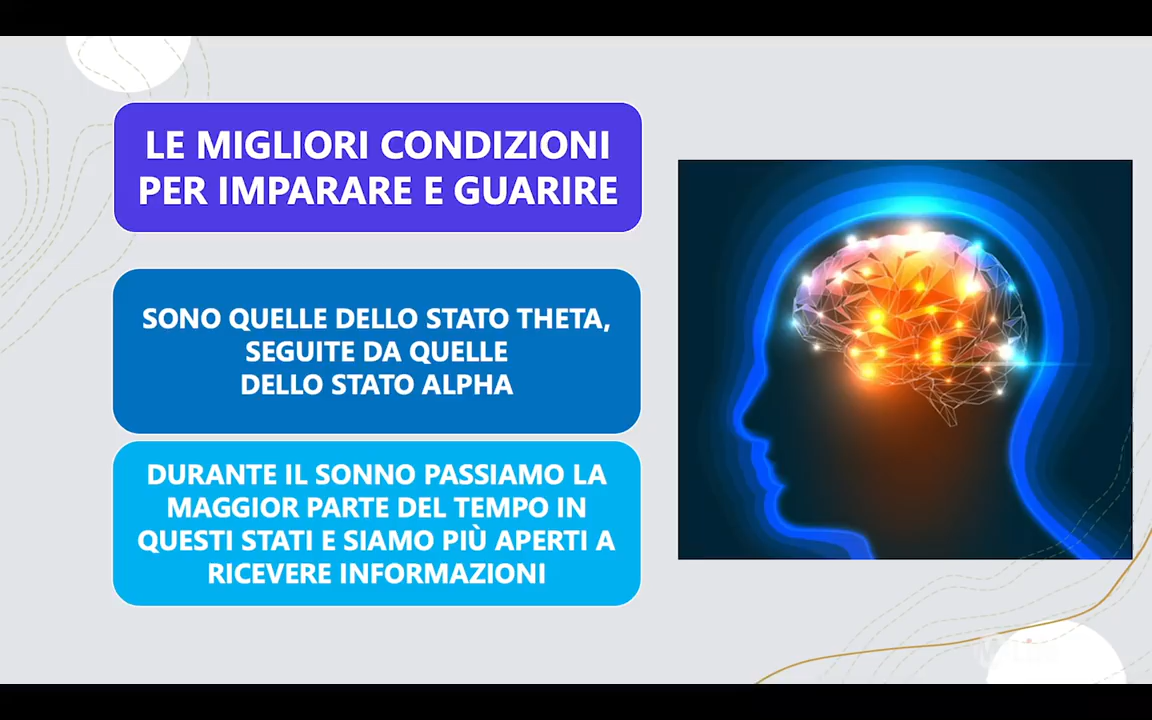 LE MIGLIORI CONDIZIONI
PER IMPARARE E GUARIRE
SONO QUELLE DELLO STATO THETA,
SEGUITE DA QUELLE
DELLO STATO ALPHA
DURANTE IL SONNO PASSIAMO LA
MAGGIOR PARTE DEL TEMPO IN
QUESTI STATI E SIAMO PIÙ APERTI A
RICEVERE INFORMAZIONI